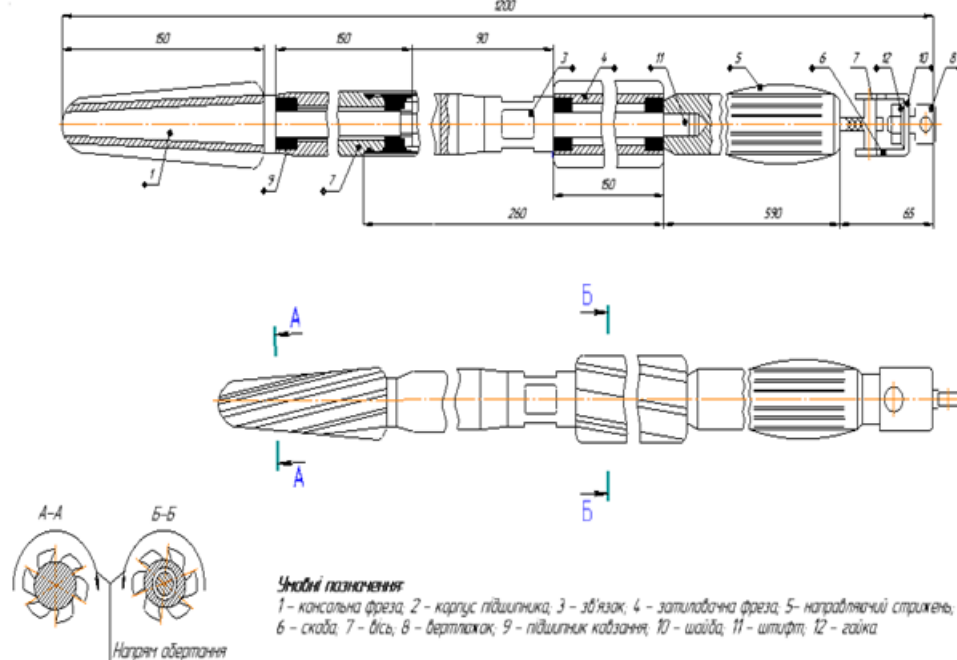 1200
150
150
90
3
4
11
5
6
7
12
10
8
1
9
7
150
260
590
65
А
Б
А
Б
А-А
Б-Б
Напрям обертання
Умовні позначення:
1 - консольна фреза; 2 - корпус підшипника; 3 - зв'язок; 4 - затиловачна фреза; 5- направляючий стрижень;
6 - скоба; 7 - вісь; 8 - вертлюжок; 9 - підшипник ковзання; 10 - шайба; 11 - штифт; 12 - гайка